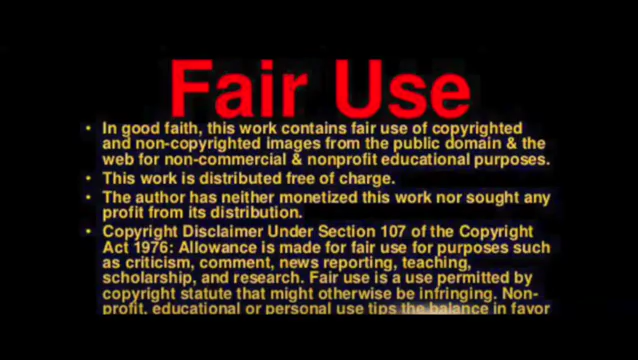 Fair Use
• In good faith, this work contains fair use of copyrighted
and non-copyrighted images from the public domain & the
web for non-commercial & nonprofit educational purposes.
• This work is distributed free of charge.
• The author has neither monetized this work nor sought any
profit from its distribution.
• Copyright Disclaimer Under Section 107 of the Copyright
Act 1976: Allowance is made for fair use for purposes such
as criticism, comment, news reporting, teaching,
scholarship, and research. Fair use is a use permitted by
copyright statute that might otherwise be infringing. Non-
profit, educational or personal use tips the balance in favor